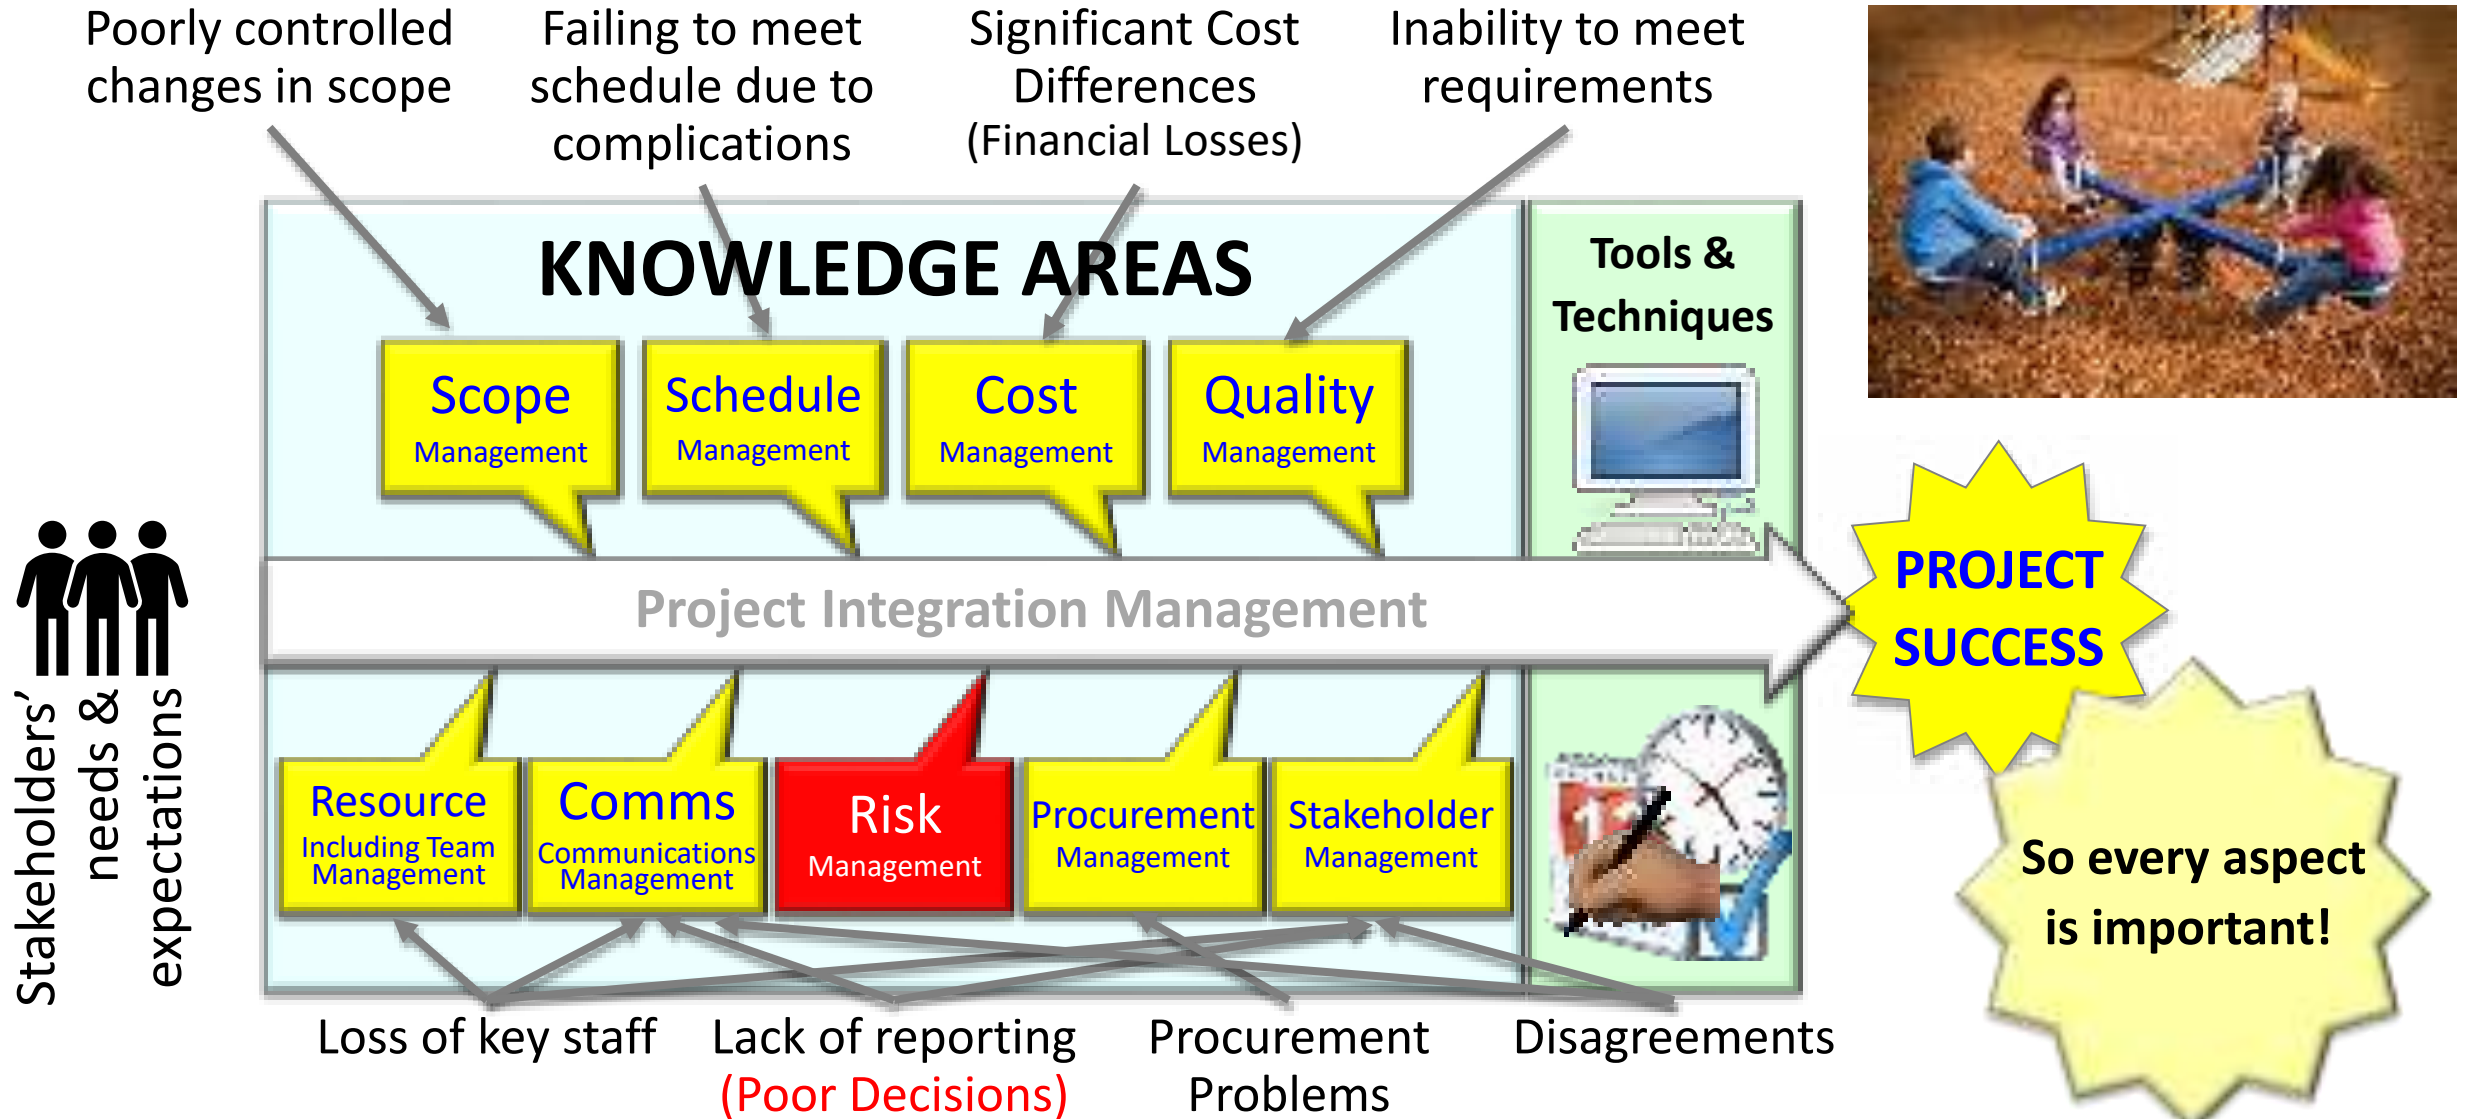 Poorly controlled
changes in scope
Failing to meet
schedule due to
complications
Significant Cost
Differences
(Financial Losses)
Inability to meet
requirements
KNOWLEDGE AREAS
Tools &
Techniques
Scope
Management
Schedule
Management
Cost
Management
Quality
Management
Project Integration Management
PROJECT
SUCCESS
Stakeholders’
needs &
expectations
Resource
Including Team
Management
Comms
Communications
Management
Risk
Management
Procurement
Management
Stakeholder
Management
So every aspect
is important!
Loss of key staff
Lack of reporting
(Poor Decisions)
Procurement
Problems
Disagreements